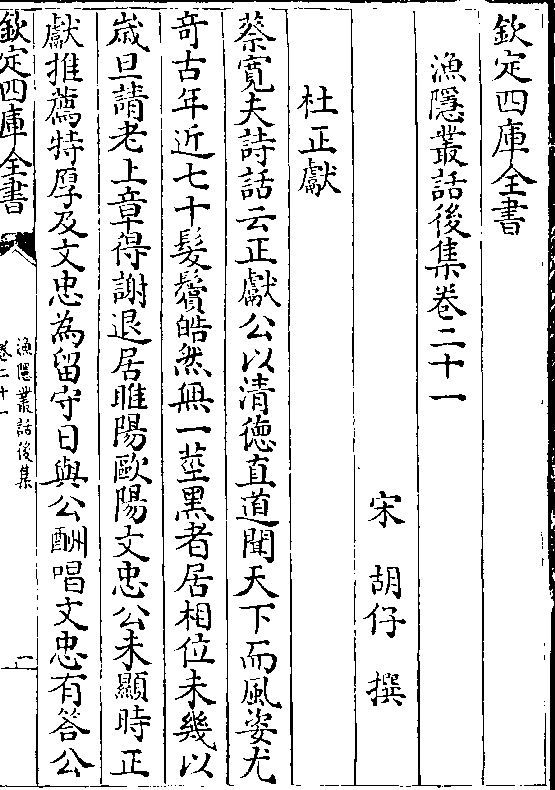 欽定四庫全書
漁隱叢話後集卷二十一
宋 胡仔 撰
杜正獻
蔡寛夫詩話云正獻公以清徳直道聞天下而風姿尤
竒古年近七十髮鬢皓然無一莖黒者居相位未幾以
嵗旦請老上章得謝退居睢陽歐陽文忠公未顯時正
獻推薦特厚及文忠為留守日與公酬唱文忠有答公
欽定四庫全書
漁隱叢話後集
卷二十一
一